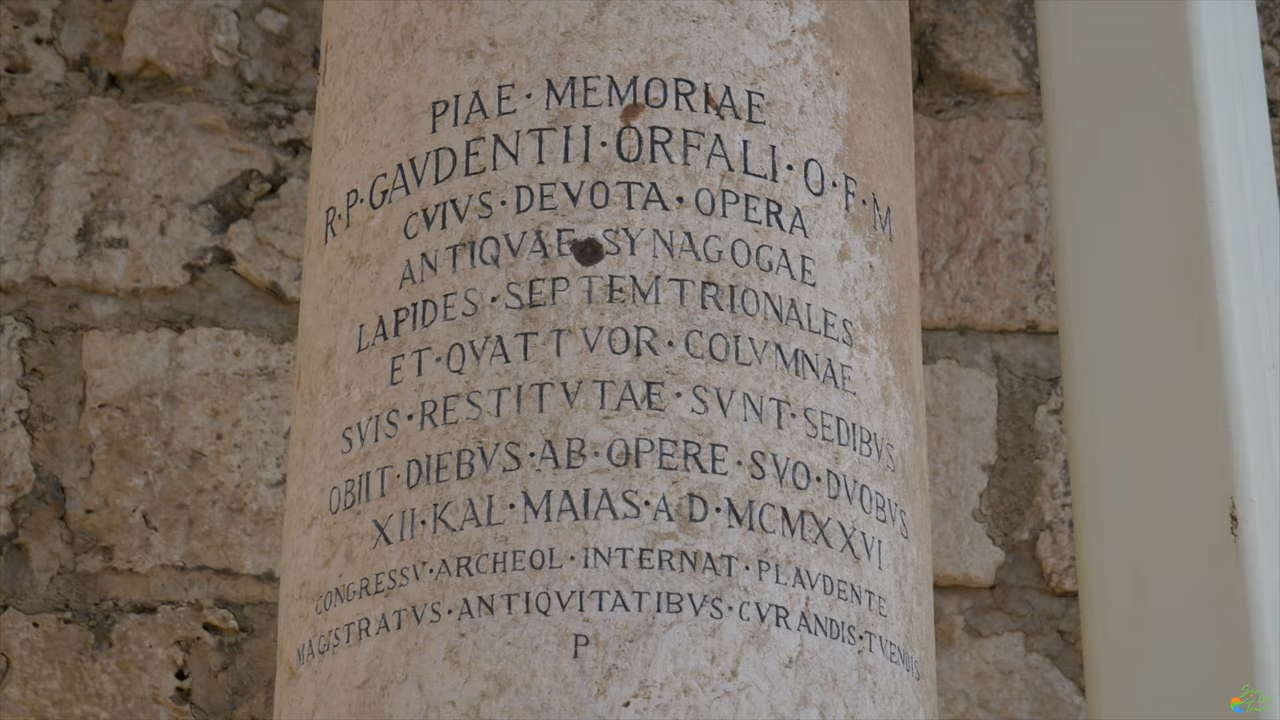 PIAE · MEMORIAE
R · P · GAVDENTII · ORFALI · O · F · M
CVIVS · DEVOTA · OPERA
ANTIQVAE SYNAGOGAE
LAPIDES · SEPTEMTRIONALES
ET · QVATTVOR · COLVMNAE
SVIS · RESTITVTAE · SVNT · SEDIBVS
OBIIT · DIEBVS · AB · OPERE · SVO · DVOBVS
XII · KAL · MAIAS · A D · MCMXXVI
CONGRESSV · ARCHEOL · INTERNAT · PLAVDENTE
MAGISTRATVS · ANTIQVITATIBVS · CVRANDIS · TVENDIS
P